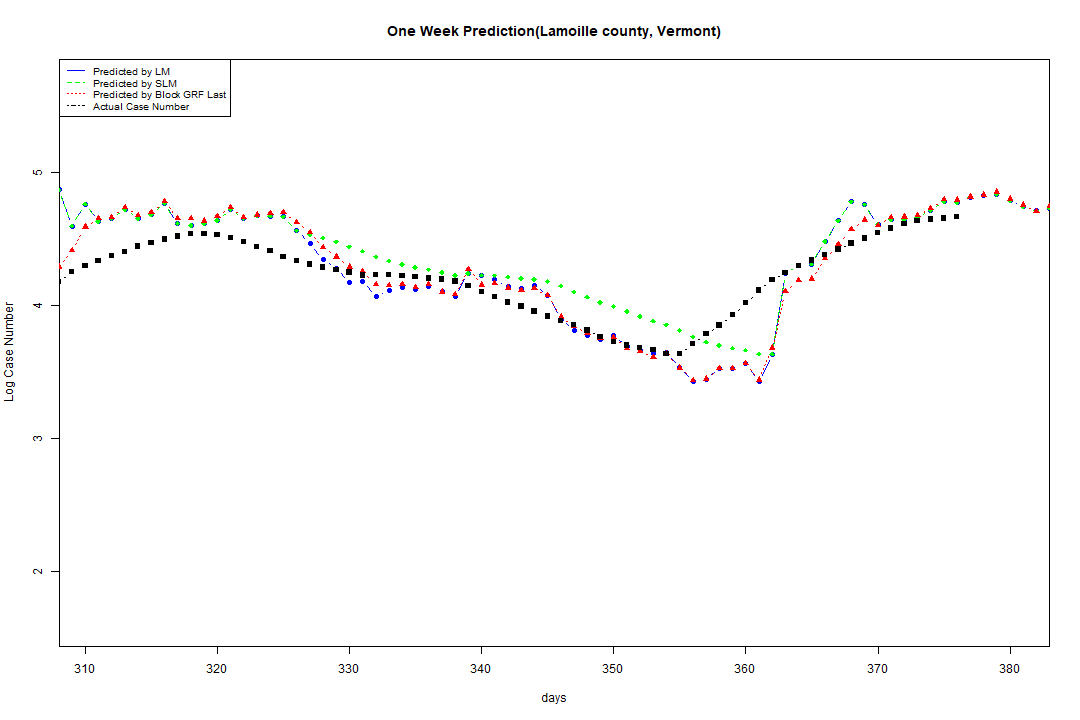 One Week Prediction(Lamoille county, Vermont)
Predicted by LM
Predicted by SLM
Predicted by Block GRF Last
Actual Case Number
5
4
3
2
Log Case Number
310 320 330 340 350 360 370 380
days